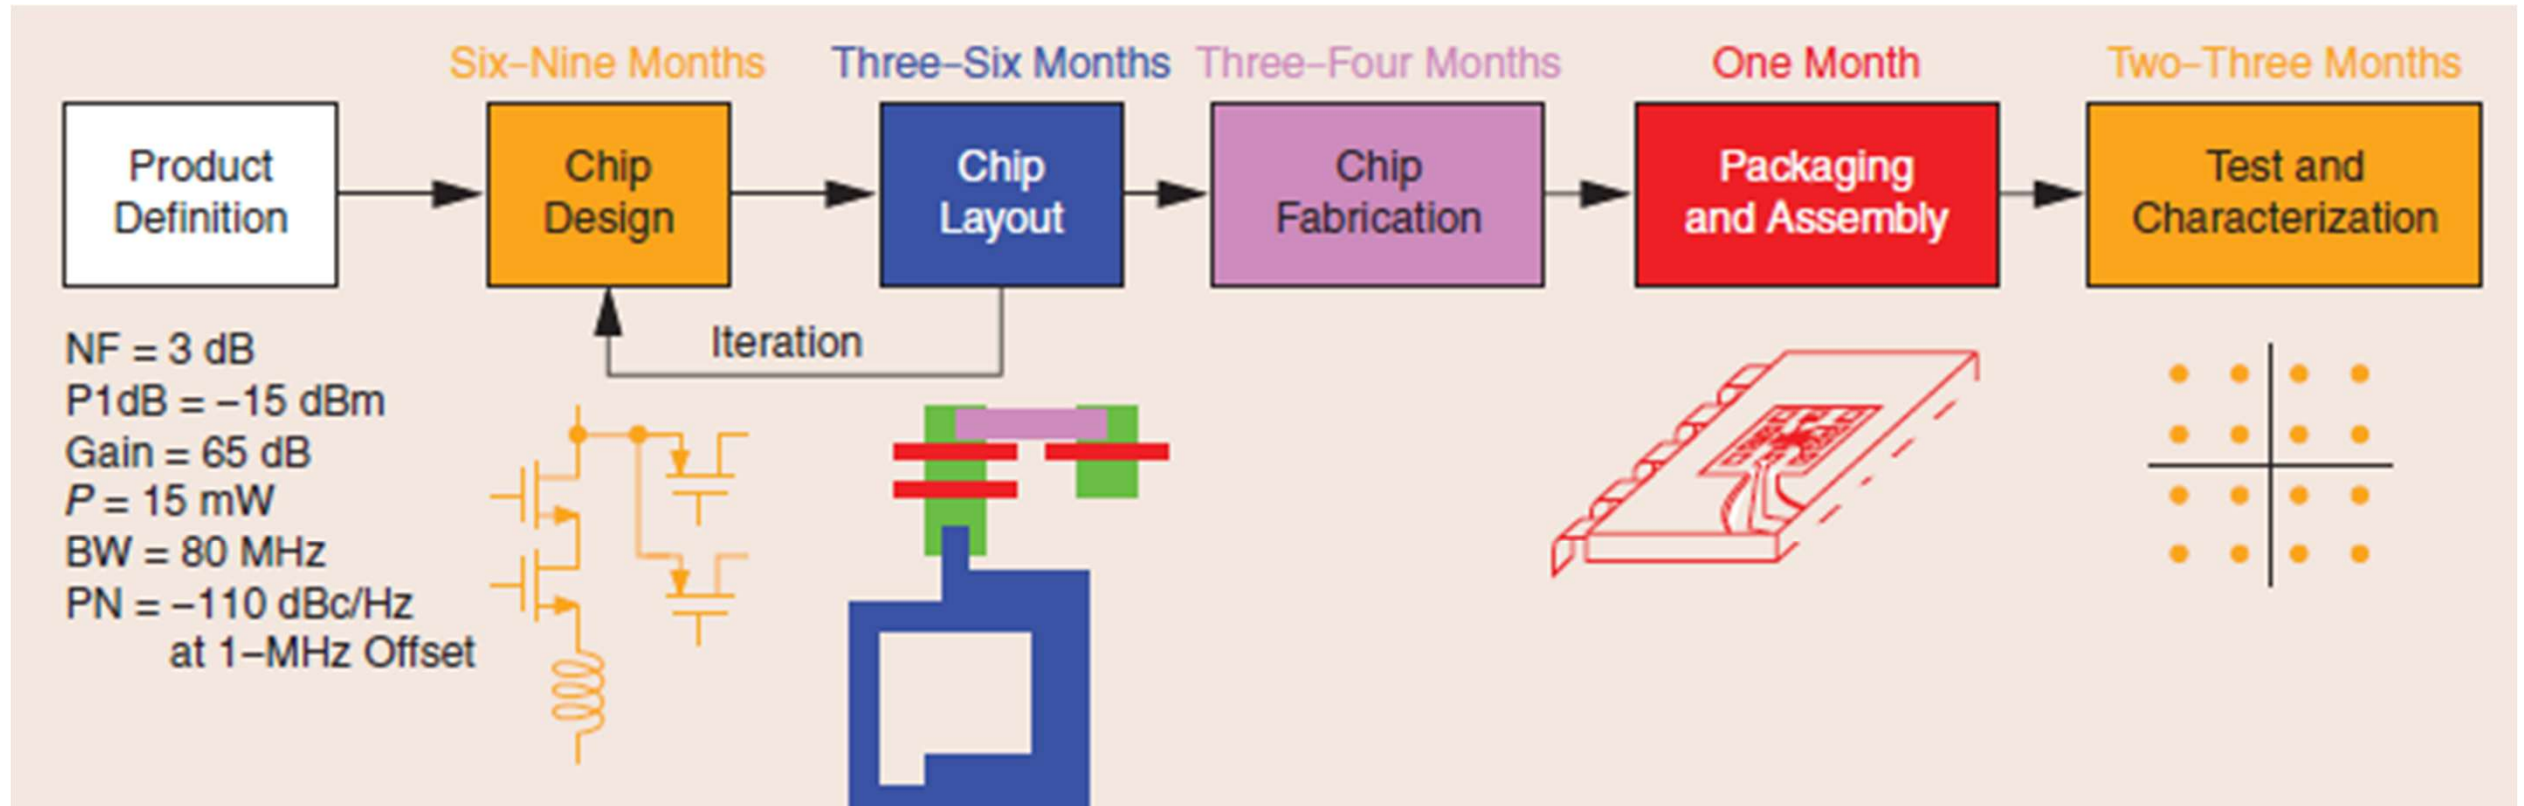 Six–Nine Months
Three–Six Months
Three–Four Months
One Month
Two–Three Months
Product
Definition
Chip
Design
Chip
Layout
Chip
Fabrication
Packaging
and Assembly
Test and
Characterization
Iteration
NF = 3 dB
P1dB = –15 dBm
Gain = 65 dB
P = 15 mW
BW = 80 MHz
PN = –110 dBc/Hz
at 1–MHz Offset